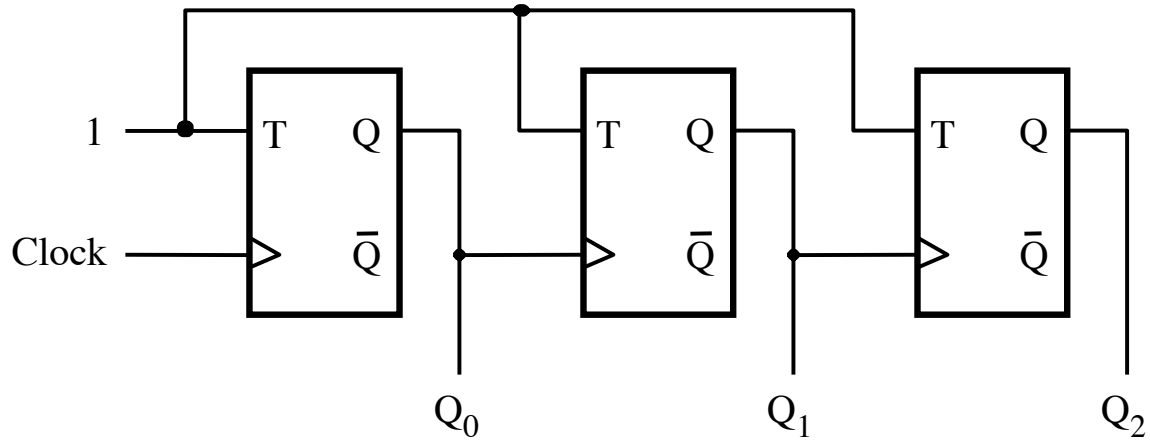 1 T Q T Q T Q
Clock Q̅ Q̅ Q̅
Q₀ Q₁ Q₂